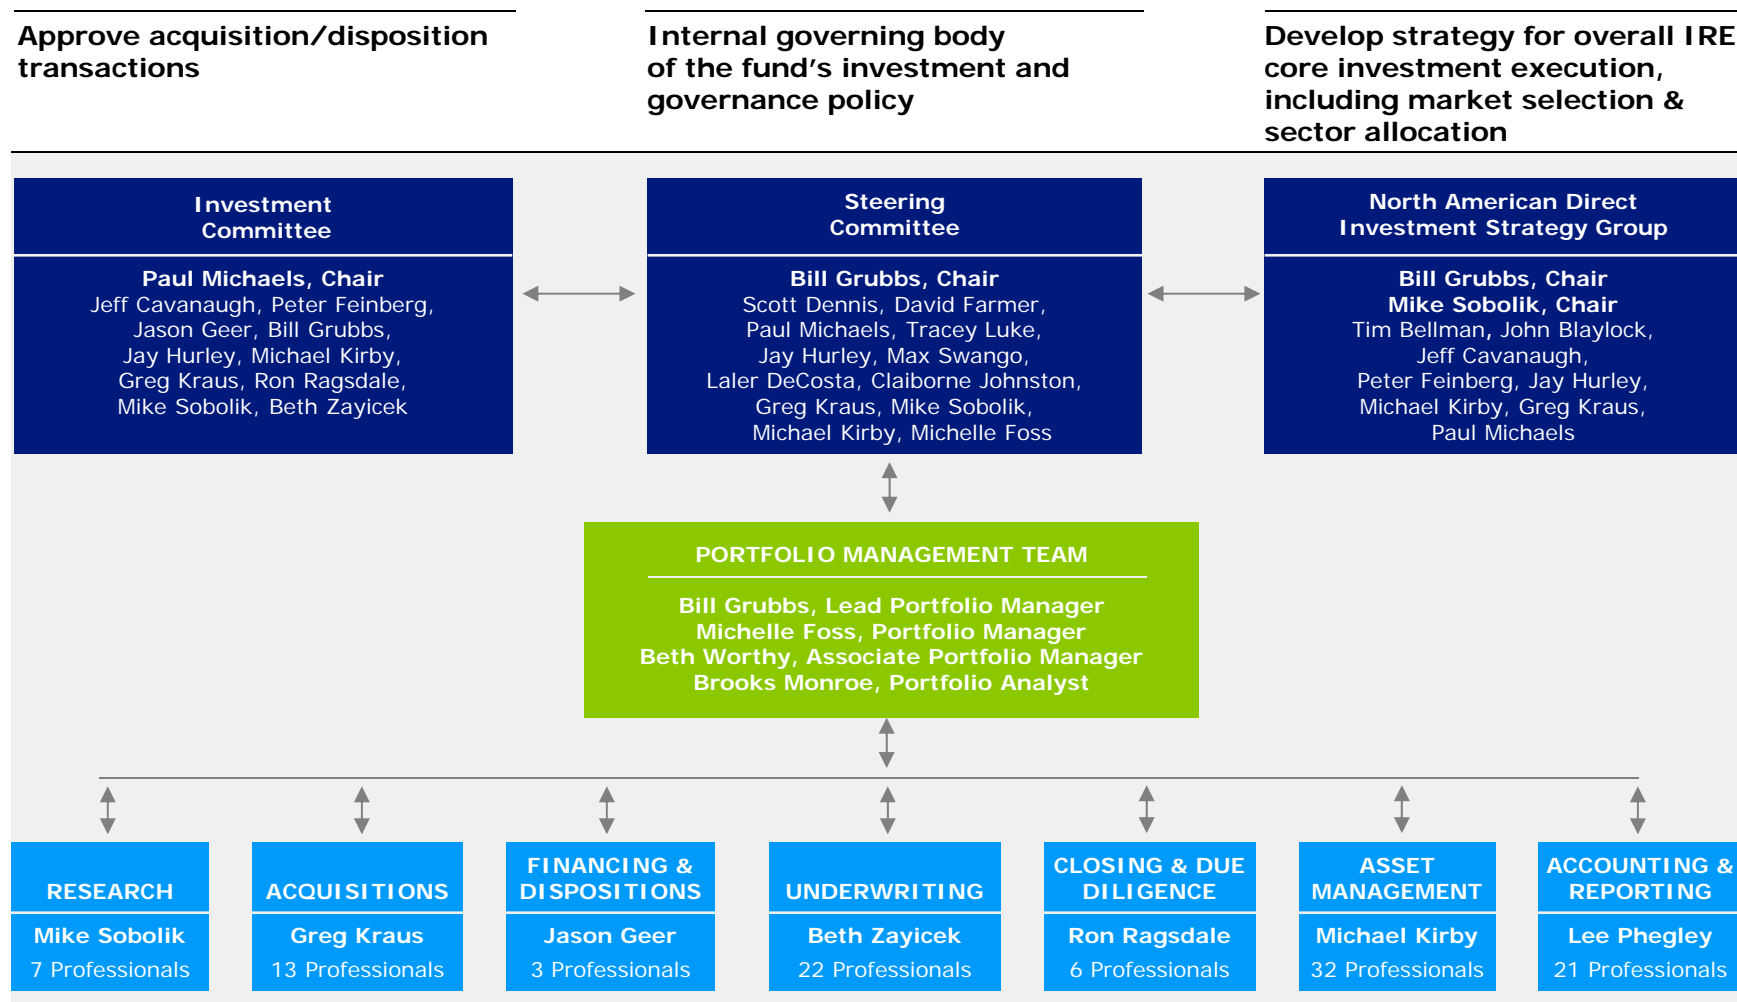 Approve acquisition/disposition
transactions
Internal governing body
of the fund's investment and
governance policy
Develop strategy for overall IRE
core investment execution,
including market selection &
sector allocation
Investment
Committee
Paul Michaels, Chair
Jeff Cavanaugh, Peter Feinberg,
Jason Geer, Bill Grubbs,
Jay Hurley, Michael Kirby,
Greg Kraus, Ron Ragsdale,
Mike Sobolik, Beth Zayicek
Steering
Committee
Bill Grubbs, Chair
Scott Dennis, David Farmer,
Paul Michaels, Tracey Luke,
Jay Hurley, Max Swango,
Laler DeCosta, Claiborne Johnston,
Greg Kraus, Mike Sobolik,
Michael Kirby, Michelle Foss
North American Direct
Investment Strategy Group
Bill Grubbs, Chair
Mike Sobolik, Chair
Tim Bellman, John Blaylock,
Jeff Cavanaugh,
Peter Feinberg, Jay Hurley,
Michael Kirby, Greg Kraus,
Paul Michaels
PORTFOLIO MANAGEMENT TEAM
Bill Grubbs, Lead Portfolio Manager
Michelle Foss, Portfolio Manager
Beth Worthy, Associate Portfolio Manager
Brooks Monroe, Portfolio Analyst
RESEARCH
Mike Sobolik
7 Professionals
ACQUISITIONS
Greg Kraus
13 Professionals
FINANCING &
DISPOSITIONS
Jason Geer
3 Professionals
UNDERWRITING
Beth Zayicek
22 Professionals
CLOSING & DUE
DILIGENCE
Ron Ragsdale
6 Professionals
ASSET
MANAGEMENT
Michael Kirby
32 Professionals
ACCOUNTING &
REPORTING
Lee Phegley
21 Professionals